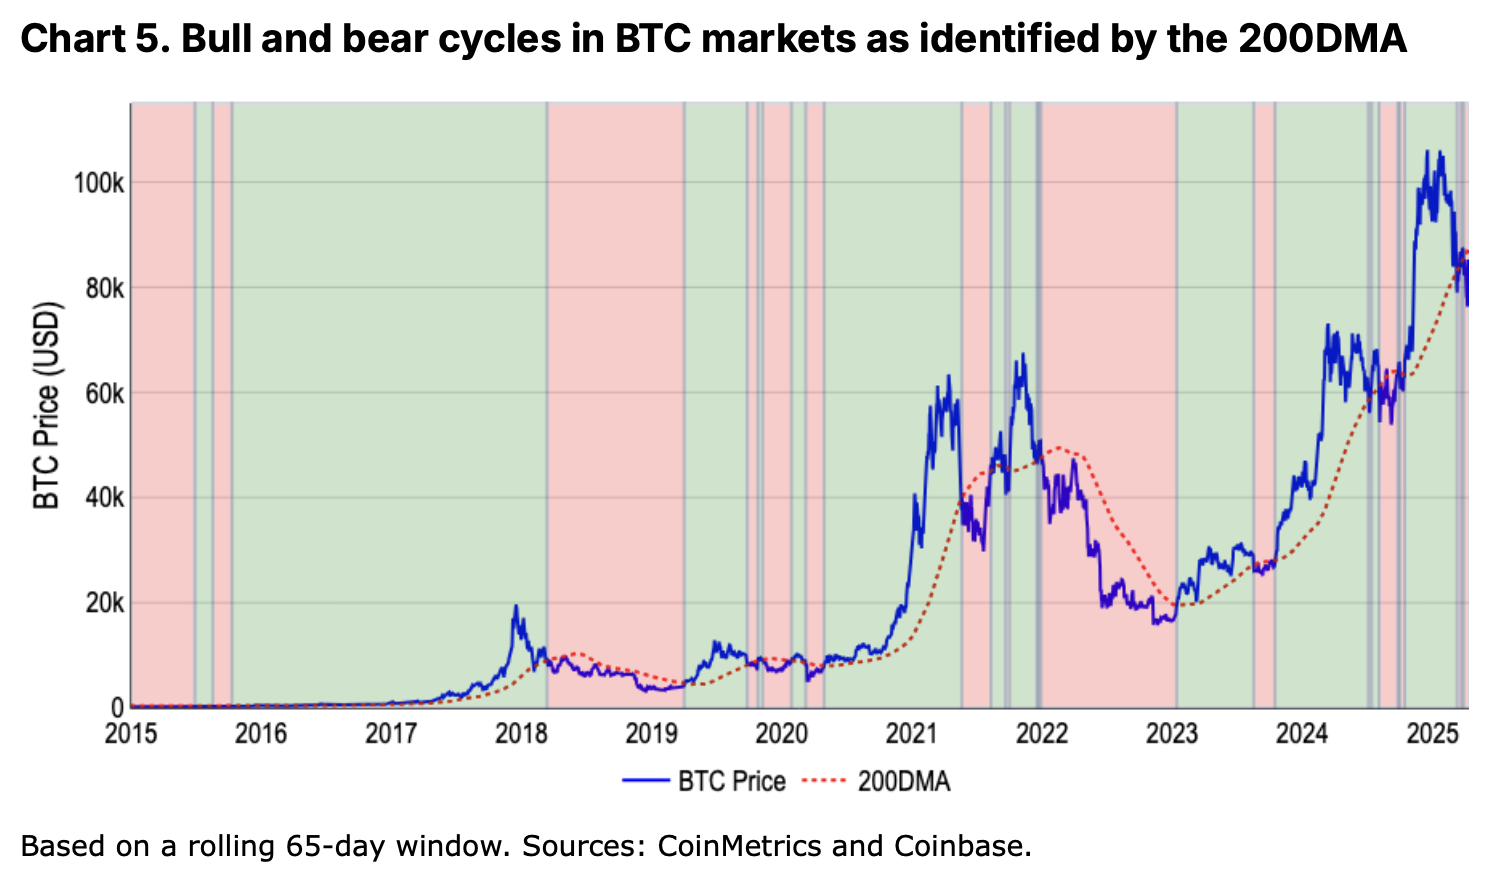 Chart 5. Bull and bear cycles in BTC markets as identified by the 200DMA
BTC Price (USD)
100k
80k
60k
40k
20k
0
2015 2016 2017 2018 2019 2020 2021 2022 2023 2024 2025
BTC Price 200DMA
Based on a rolling 65-day window. Sources: CoinMetrics and Coinbase.